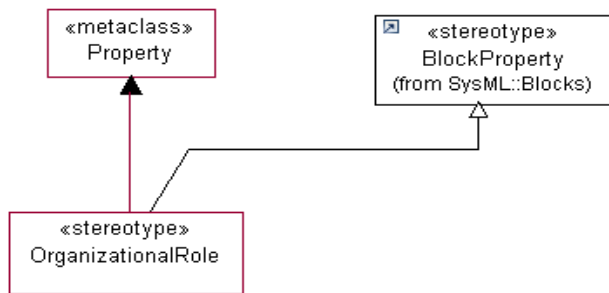 «metaclass»
Property
«stereotype»
BlockProperty
(from SysML::Blocks)
«stereotype»
OrganizationalRole